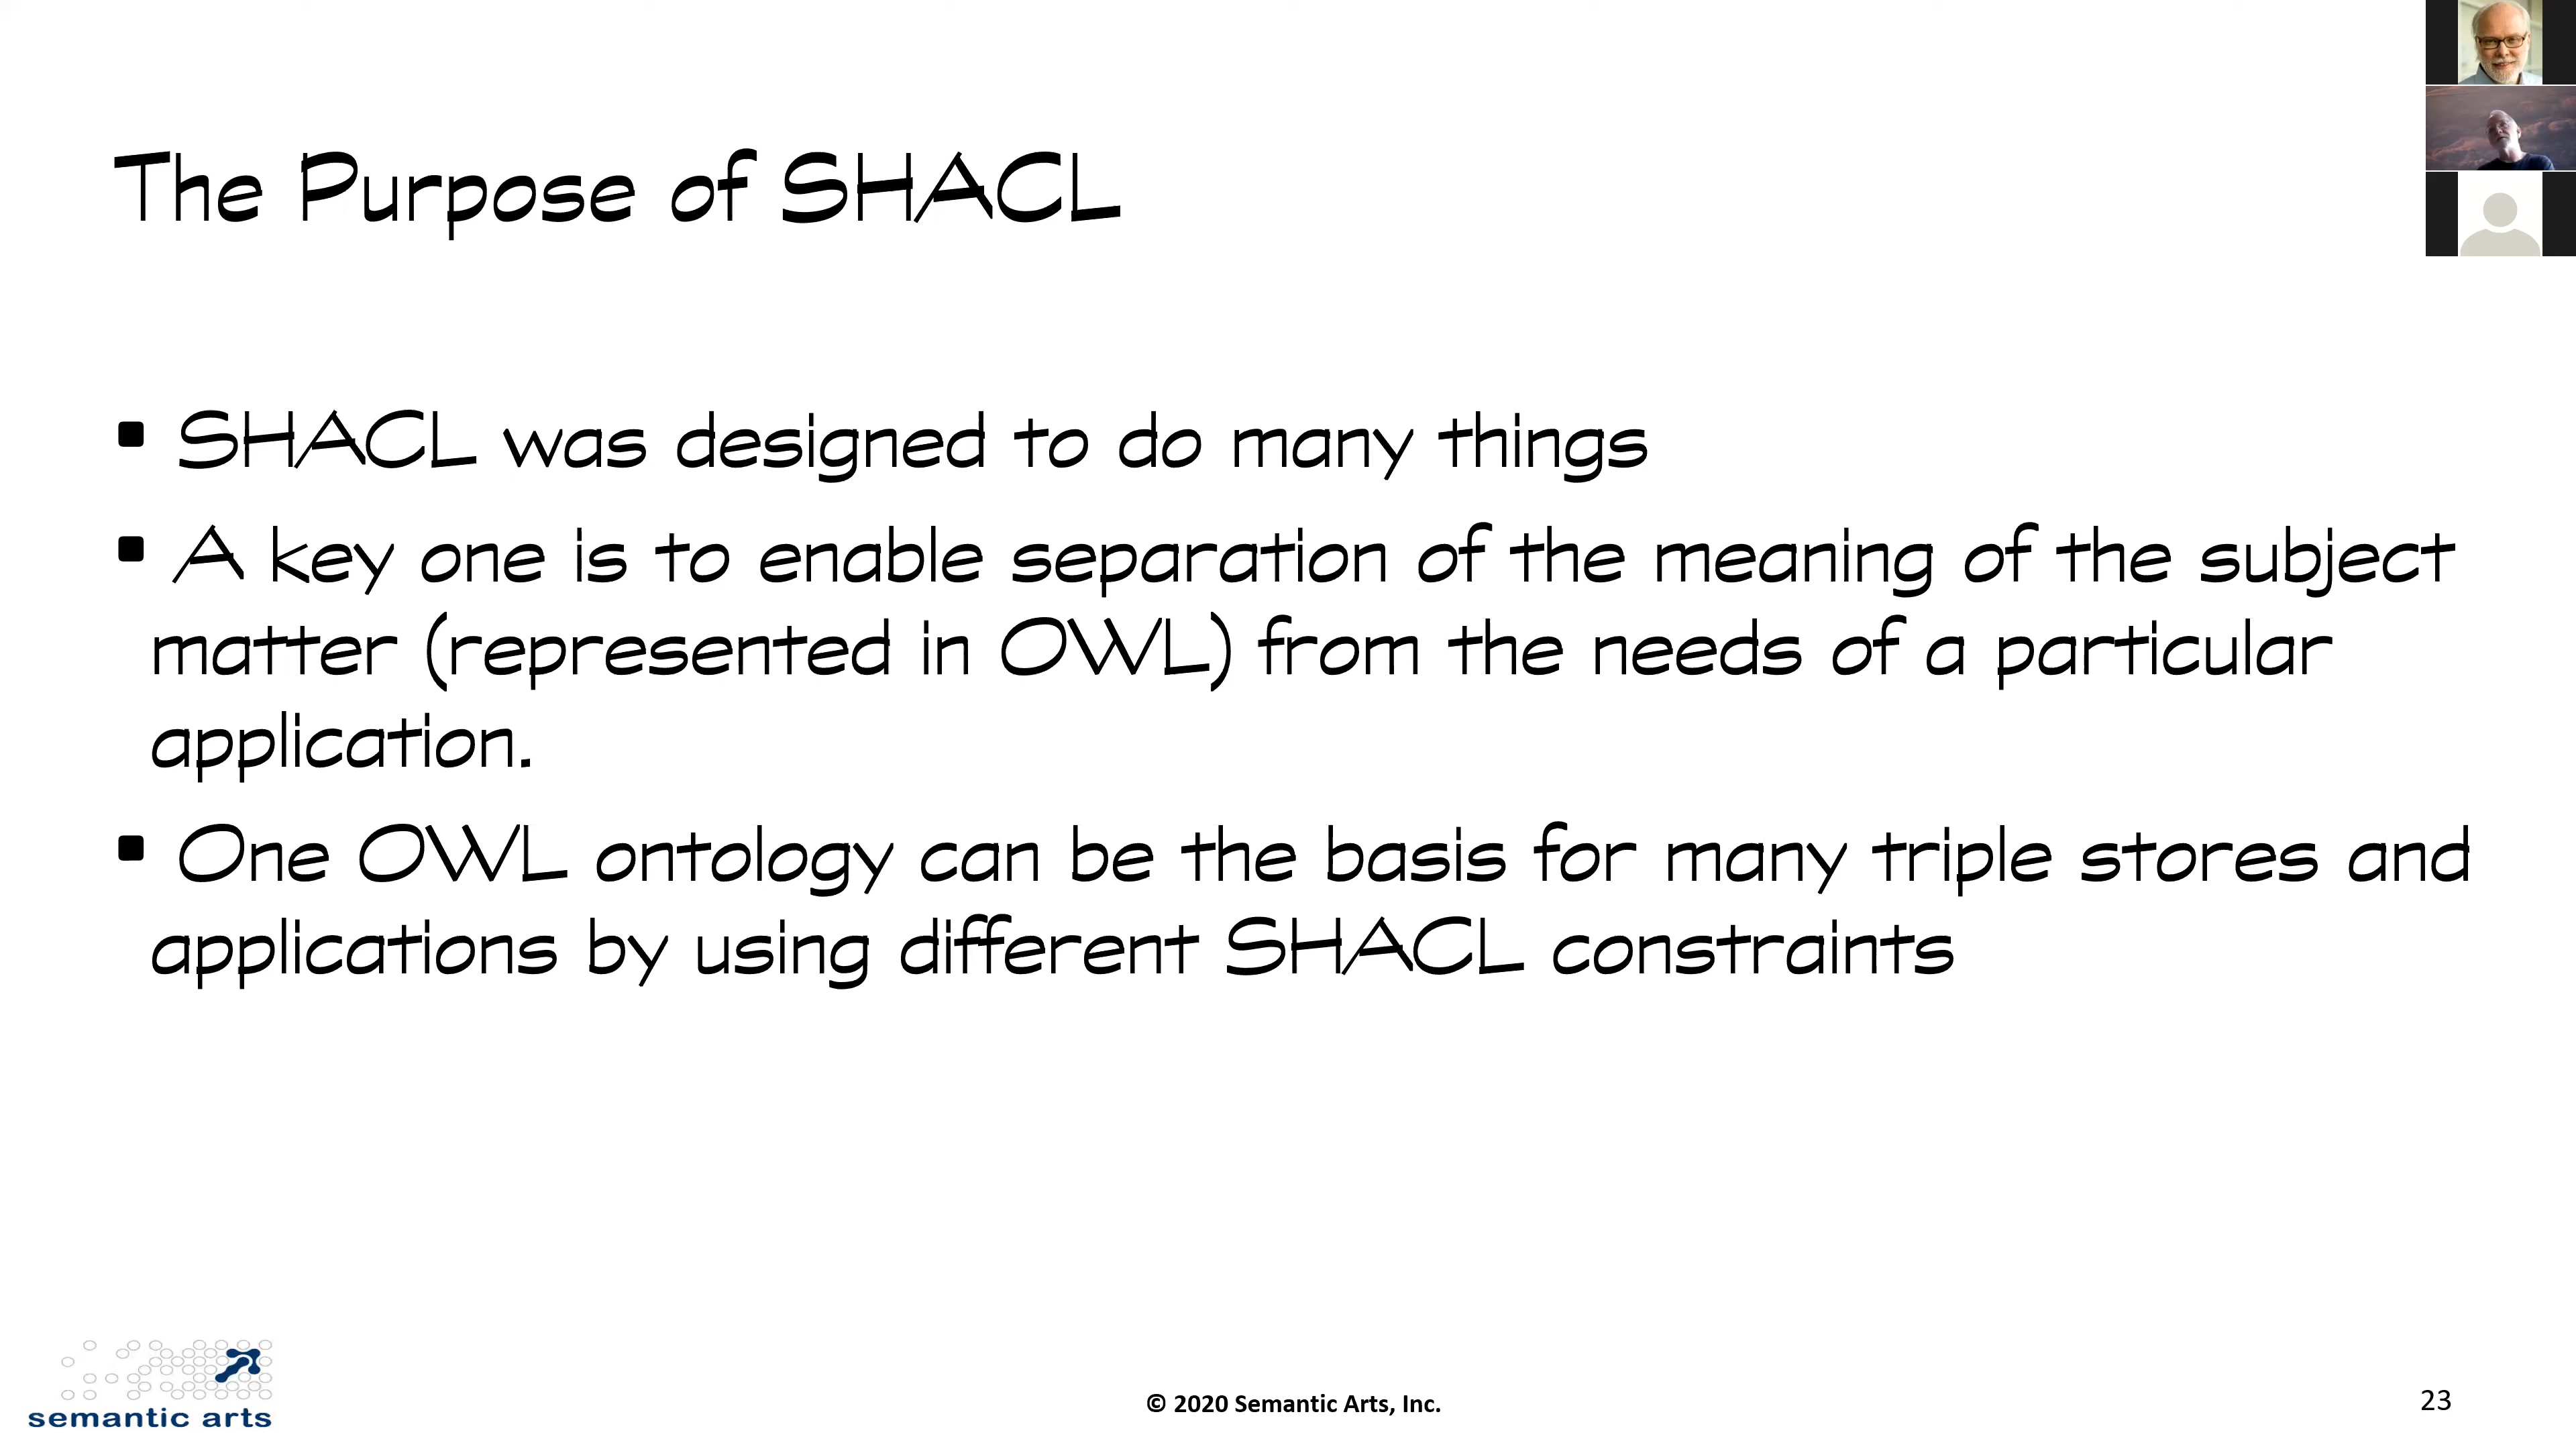 The Purpose of SHACL
▪ SHACL was designed to do many things
▪ A key one is to enable separation of the meaning of the subject
matter (represented in OWL) from the needs of a particular
application.
▪ One OWL ontology can be the basis for many triple stores and
applications by using different SHACL constraints
semantic arts
© 2020 Semantic Arts, Inc.
23